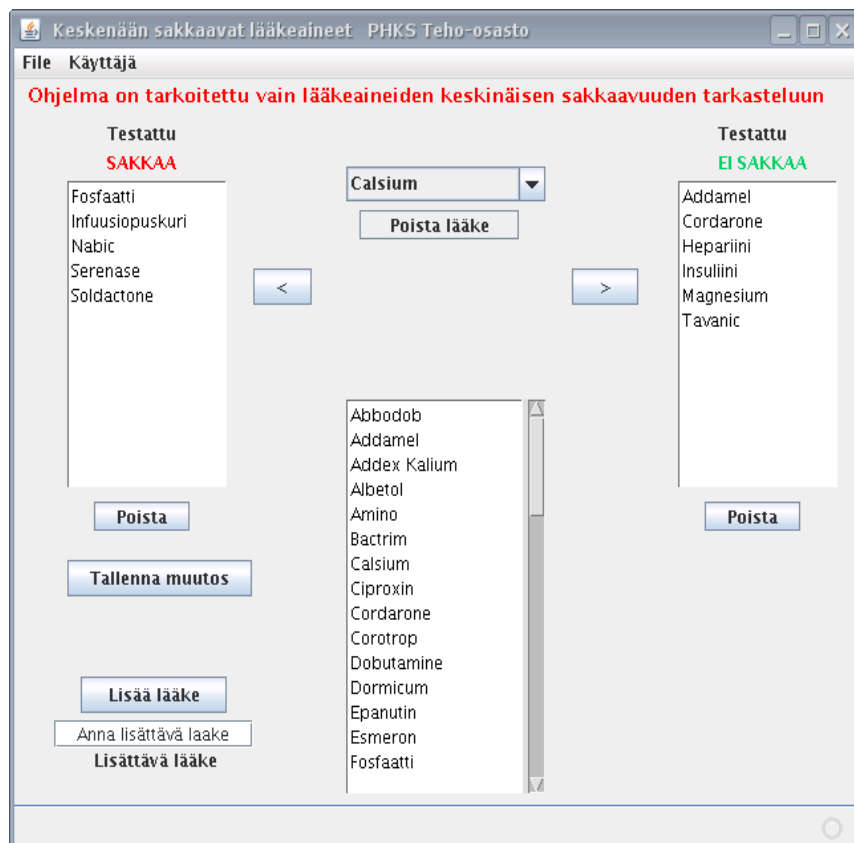 Keskenään sakkaavat lääkeaineet PHKS Teho-osasto
File Käyttäjä
Ohjelma on tarkoitettu vain lääkeaineiden keskinäisen sakkaavuuden tarkasteluun
Testattu
SAKKAA
Fosfaatti
Infuusiopuskuri
Nabic
Serenase
Soldactone
Poista
Tallenna muutos
Lisää lääke
Anna lisättävä laake
Lisättävä lääke
Calsium
Poista lääke
<
>
Abbodob
Addamel
Addex Kalium
Albetol
Amino
Bactrim
Calsium
Ciproxin
Cordarone
Corotrop
Dobutamine
Dormicum
Epanutin
Esmeron
Fosfaatti
Testattu
EI SAKKAA
Addamel
Cordarone
Hepariini
Insuliini
Magnesium
Tavanic
Poista